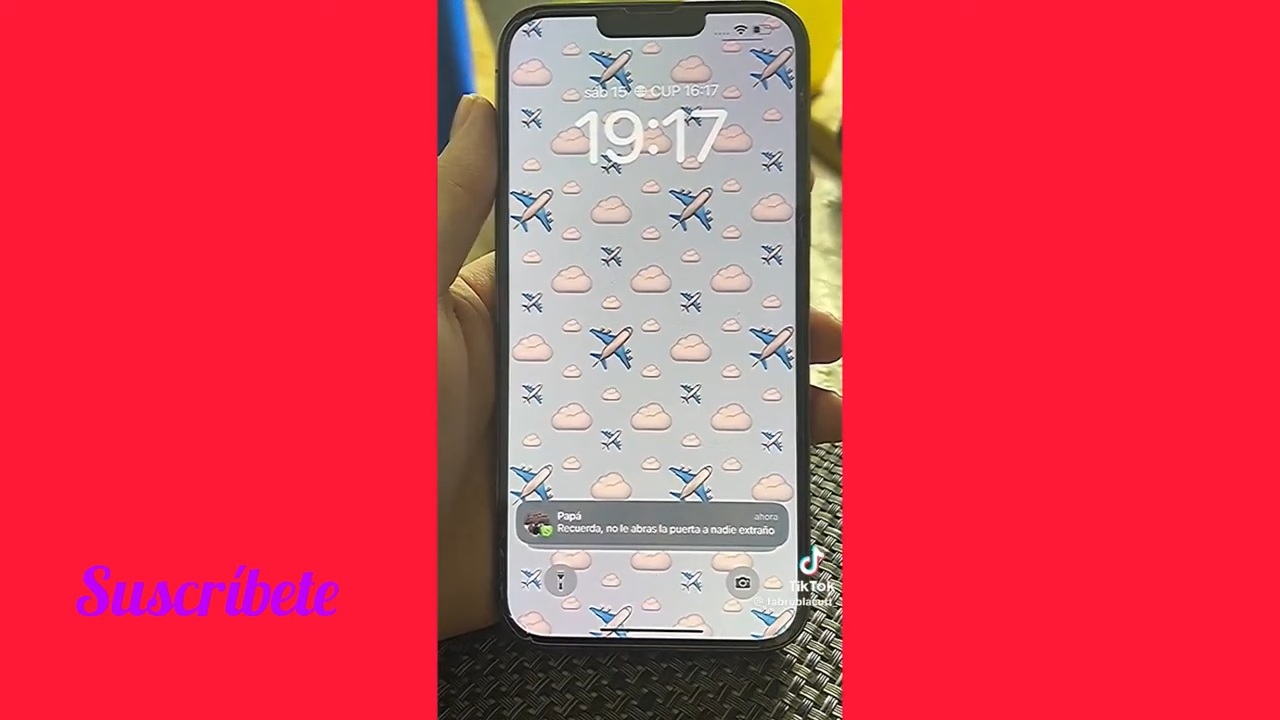 sáb 15 CUP 16:17
19:17
Papá
ahora
Recuerda, no le abras la puerta a nadie extraño
Suscríbete
TikTok